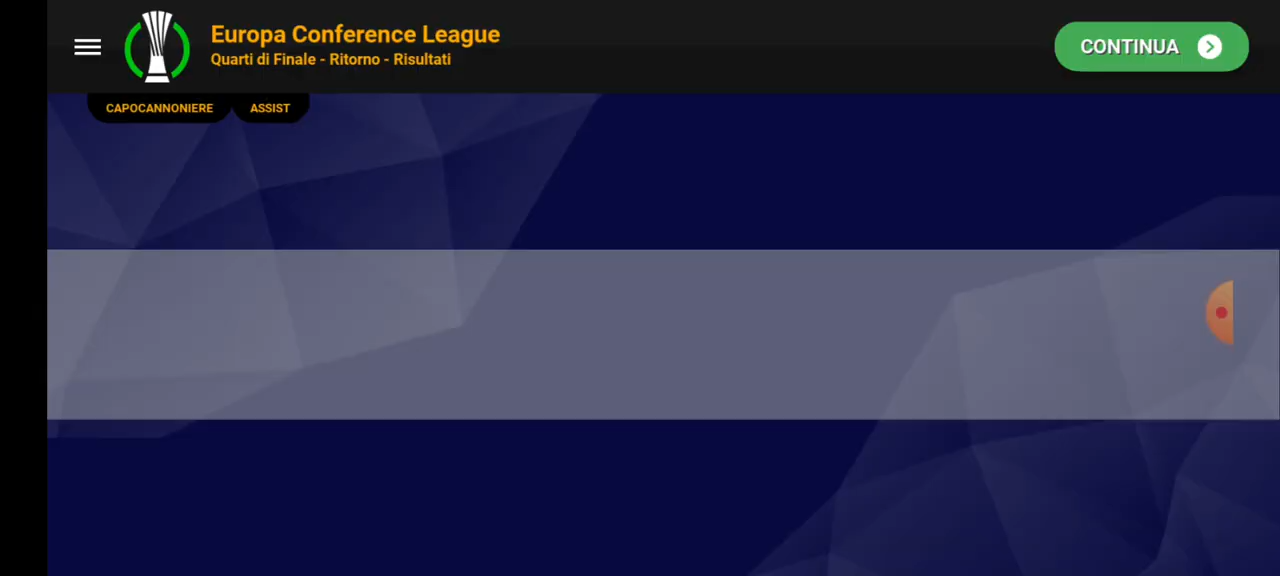 Europa Conference League
Quarti di Finale - Ritorno - Risultati
CONTINUA
CAPOCANNONIERE
ASSIST